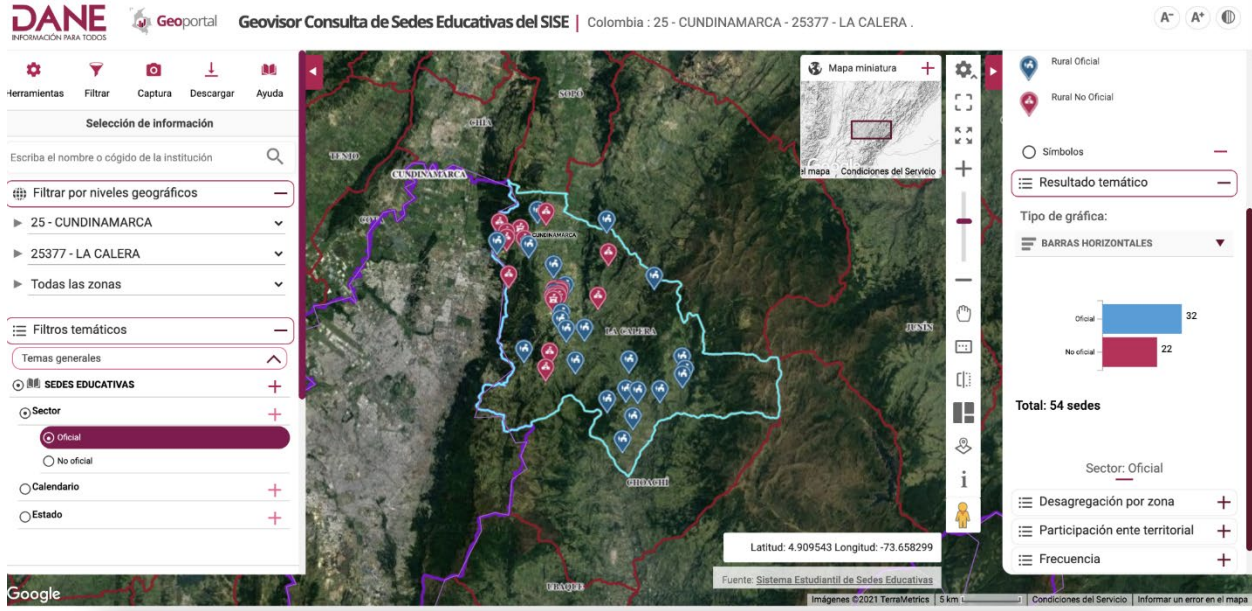 DANE
INFORMACIÓN PARA TODOS
Geoportal
Geovisor Consulta de Sedes Educativas del SISE | Colombia : 25 - CUNDINAMARCA - 25377 - LA CALERA .
A-
A+
Herramientas
Filtrar
Captura
Descargar
Ayuda
Selección de información
Escriba el nombre o cógido de la institución
Filtrar por niveles geográficos
25 - CUNDINAMARCA
25377 - LA CALERA
Todas las zonas
Filtros temáticos
Temas generales
SEDES EDUCATIVAS
Sector
Oficial
No oficial
Calendario
Estado
Google
SOPÓ
CHÍA
TENJO
CUNDINAMARCA
COTA
CUNDINAMARCA
LA CALERA
JUNÍN
CHOACHÍ
UBAQUE
Mapa miniatura
el mapa
Condiciones del Servicio
Latitud: 4.909543 Longitud: -73.658299
Fuente: Sistema Estudiantil de Sedes Educativas
Imágenes ©2021 TerraMetrics
5 km
Condiciones del Servicio
Informar un error en el mapa
Rural Oficial
Rural No Oficial
Símbolos
Resultado temático
Tipo de gráfica:
BARRAS HORIZONTALES
Oficial
32
No oficial
22
Total: 54 sedes
Sector: Oficial
Desagregación por zona
Participación ente territorial
Frecuencia